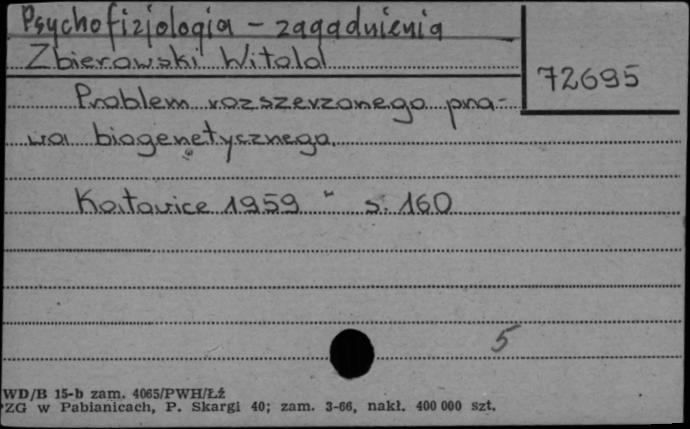 Psychofizjologia – zagadnienia
Zbierowski Witold
72695
Problem rozszerzonego pra-
wa biogenetycznego.
Katowice 1959 s. 160
5
WD/B 15-b zam. 4065/PWH/Łź
PZG w Pabianicach, P. Skargi 40; zam. 3-66, nakł. 400 000 szt.